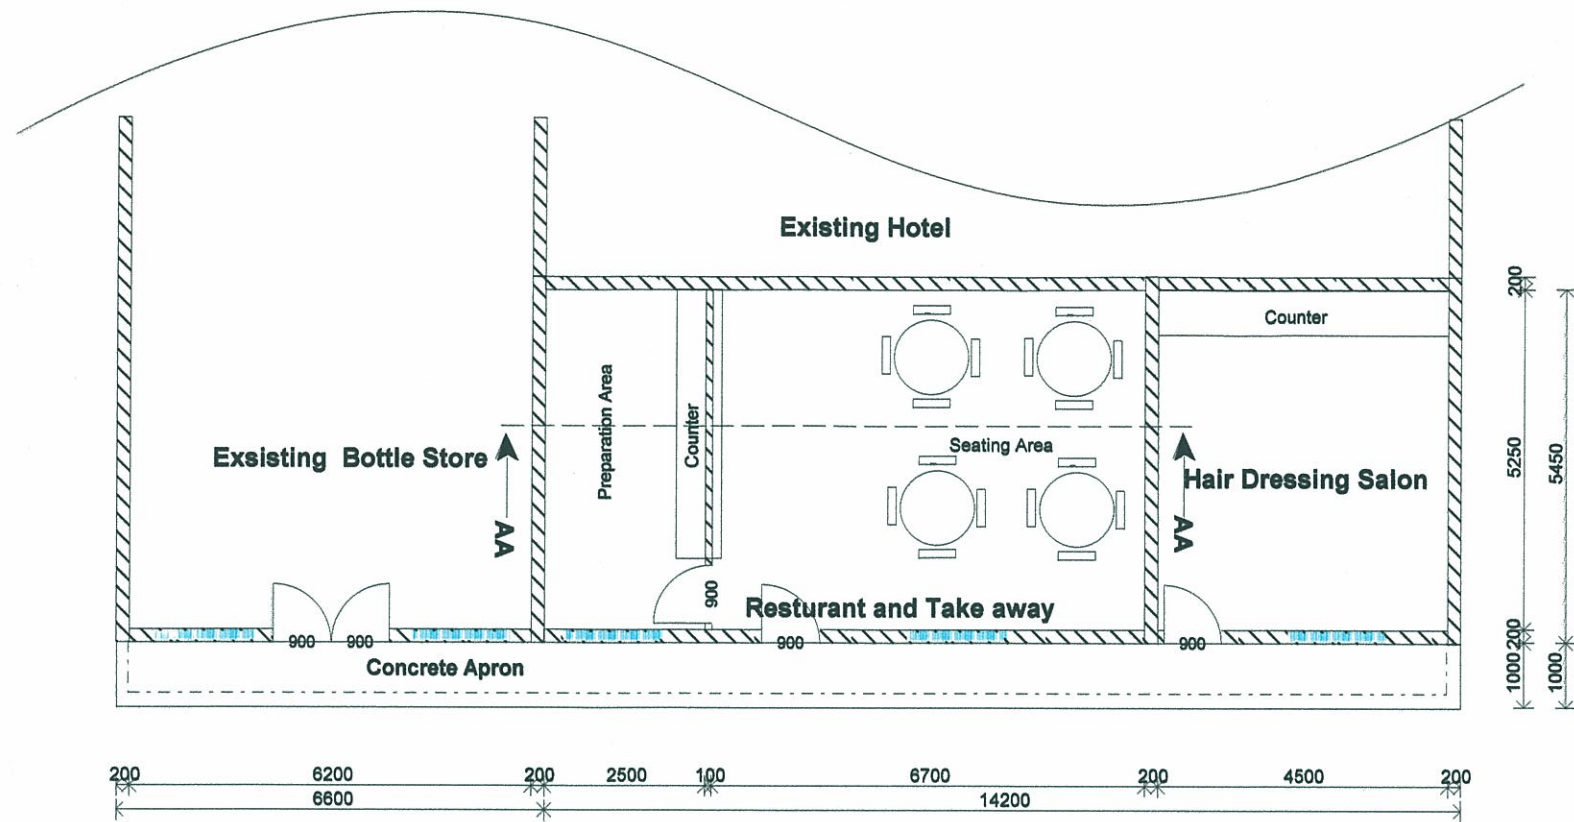 Existing Hotel
200
Counter
Preparation Area
Counter
Seating Area
Exsisting Bottle Store
Hair Dressing Salon
5250
5450
AA
AA
900
Resturant and Take away
900
900
900
900
200
Concrete Apron
1000
1000
200
6200
200
2500
100
6700
200
4500
200
6600
14200